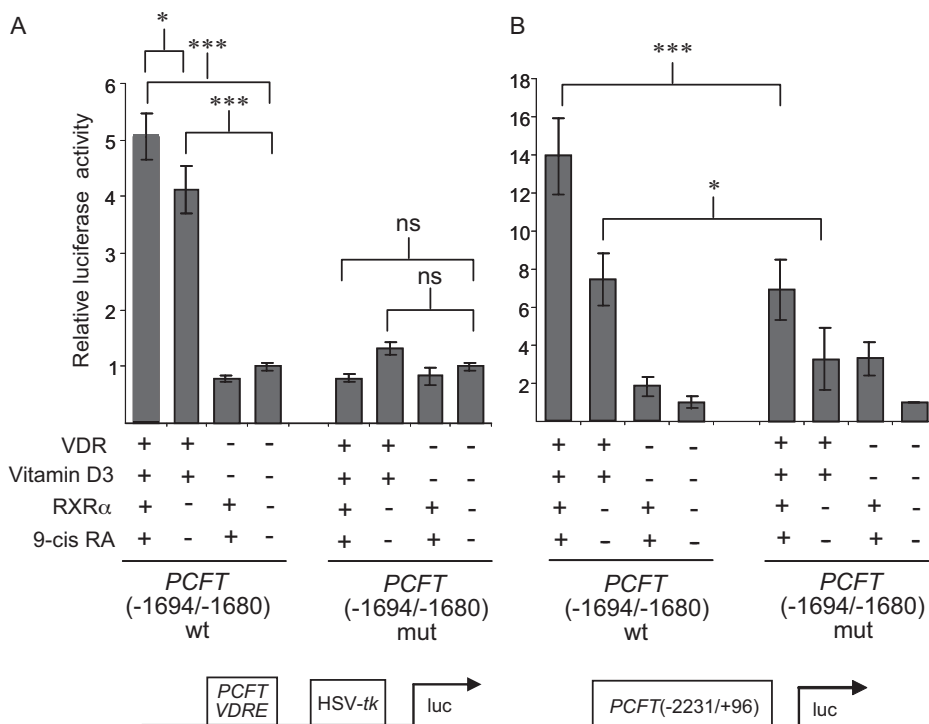 A
B
*
***
***
ns
ns
***
*
Relative luciferase activity
6
5
4
3
2
1
18
14
16
12
10
8
6
4
2
VDR + + - - + + - - + + - - + + - -
Vitamin D3 + + - - + + - - + + - - + + - -
RXRα + - + - + - + - + - + - + - + -
9-cis RA + - + - + - + - + - + - + - + -
PCFT
(-1694/-1680)
wt
PCFT
(-1694/-1680)
mut
PCFT
(-1694/-1680)
wt
PCFT
(-1694/-1680)
mut
PCFT
VDRE
HSV-tk
luc
PCFT(-2231/+96)
luc